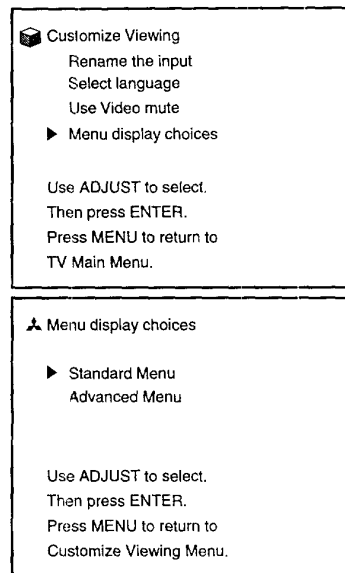 Customize Viewing
Rename the input
Select language
Use Video mute
Menu display choices
Use ADJUST to select.
Then press ENTER.
Press MENU to return to
TV Main Menu.
Menu display choices
Standard Menu
Advanced Menu
Use ADJUST to select.
Then press ENTER.
Press MENU to return to
Customize Viewing Menu.